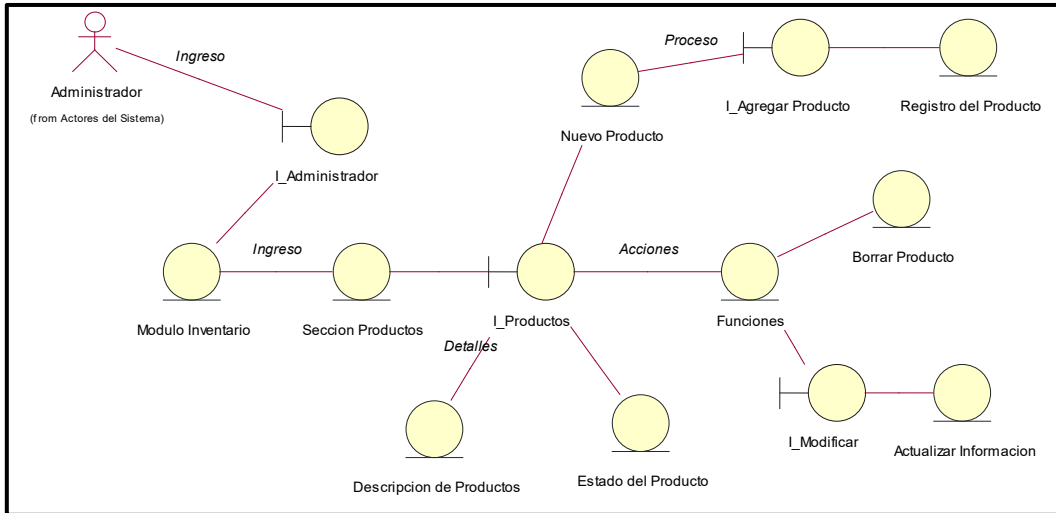 Ingreso
Proceso
Administrador
(from Actores del Sistema)
I_Agregar Producto
Registro del Producto
Nuevo Producto
I_Administrador
Ingreso
Acciones
Borrar Producto
Modulo Inventario
Seccion Productos
I_Productos
Funciones
Detalles
I_Modificar
Actualizar Informacion
Descripcion de Productos
Estado del Producto